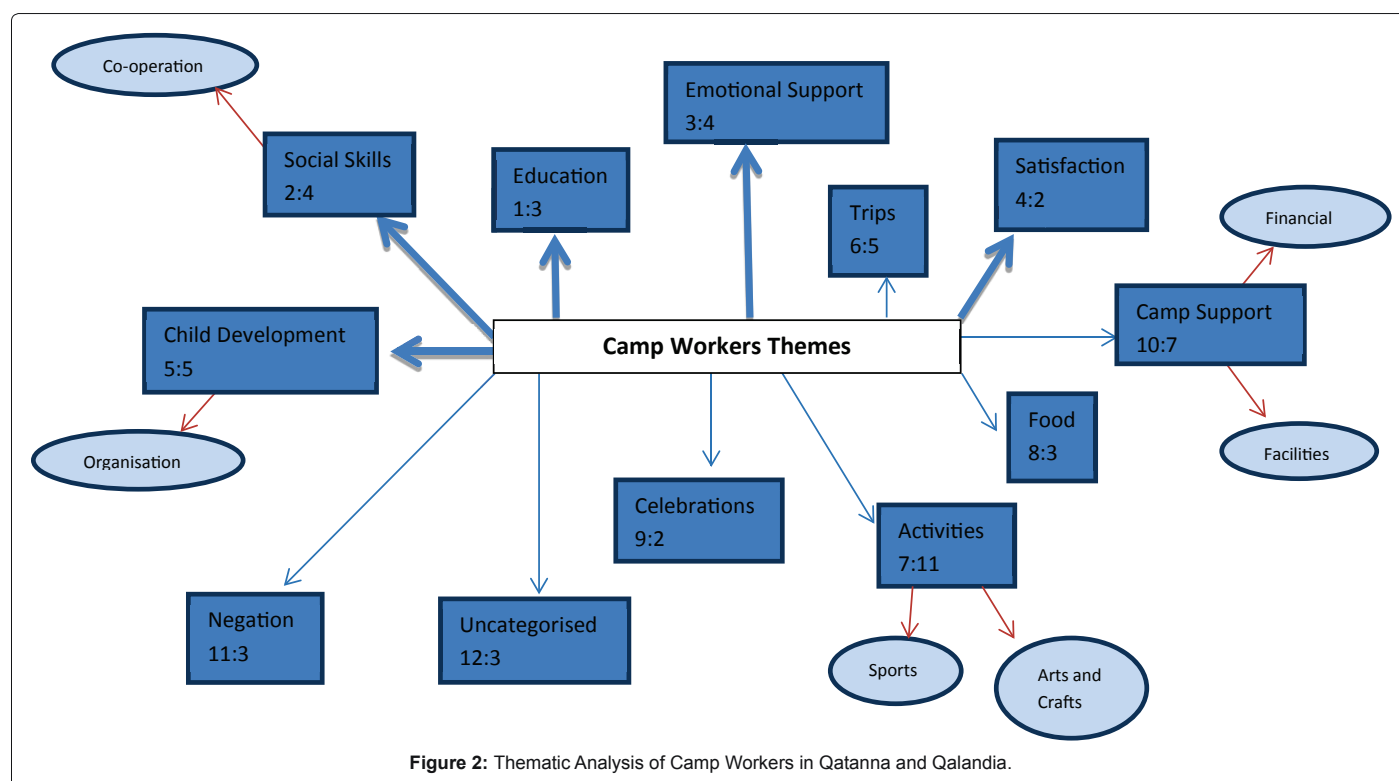 Co-operation
Emotional Support
3:4
Social Skills
2:4
Education
1:3
Satisfaction
4:2
Trips
6:5
Financial
Child Development
5:5
Camp Workers Themes
Camp Support
10:7
Organisation
Food
8:3
Facilities
Celebrations
9:2
Activities
7:11
Negation
11:3
Uncategorised
12:3
Sports
Arts and
Crafts
Figure 2: Thematic Analysis of Camp Workers in Qatanna and Qalandia.